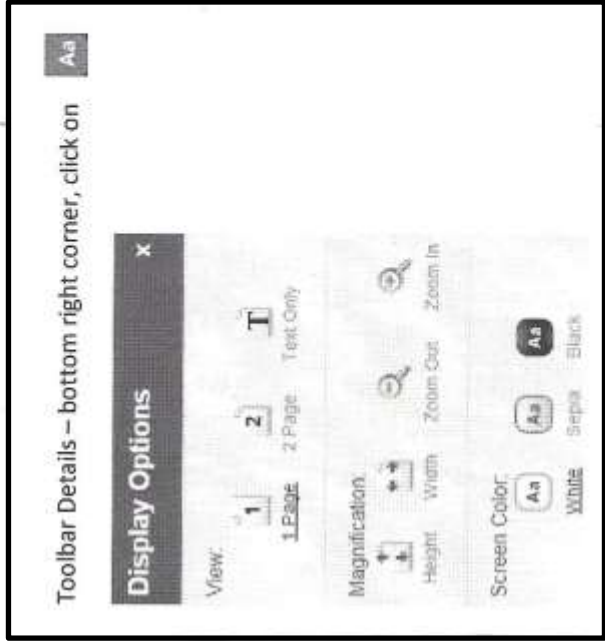 Toolbar Details – bottom right corner, click on Aa
Display Options x
View:
1 2 T
1 Page 2 Page Text Only
Magnification:
Height Width Zoom Out Zoom In
Screen Color:
Aa Aa Aa
White Sepia Black